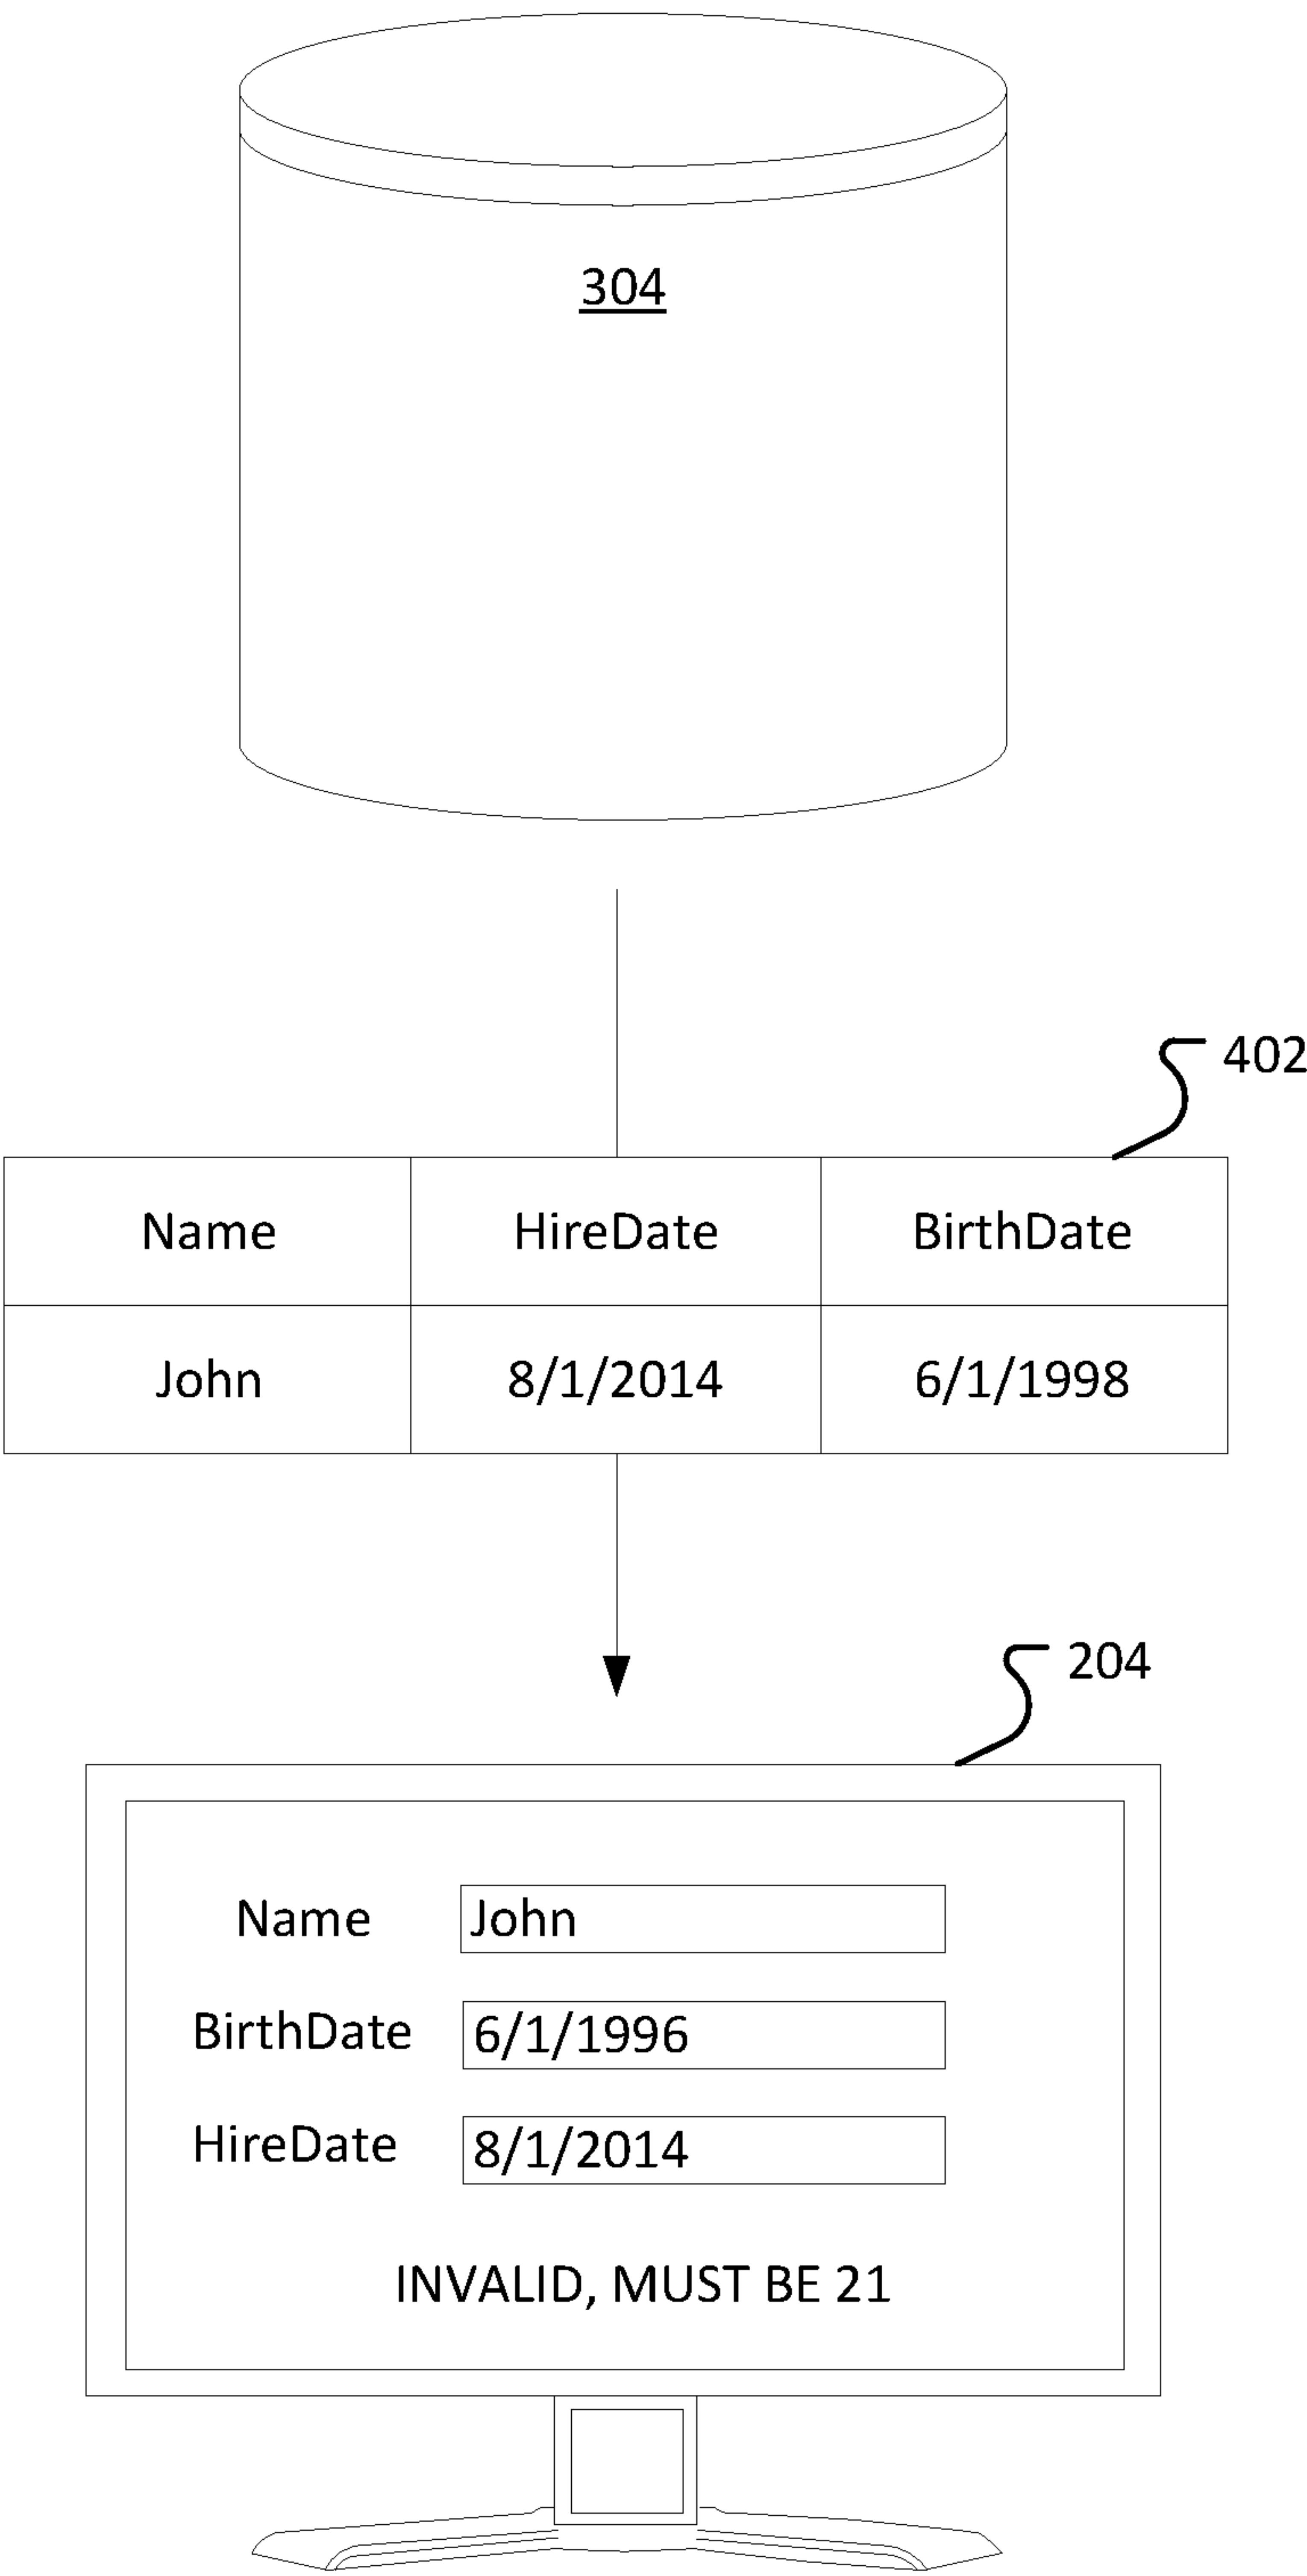 304
402
Name HireDate BirthDate
John 8/1/2014 6/1/1998
204
Name John
BirthDate 6/1/1996
HireDate 8/1/2014
INVALID, MUST BE 21